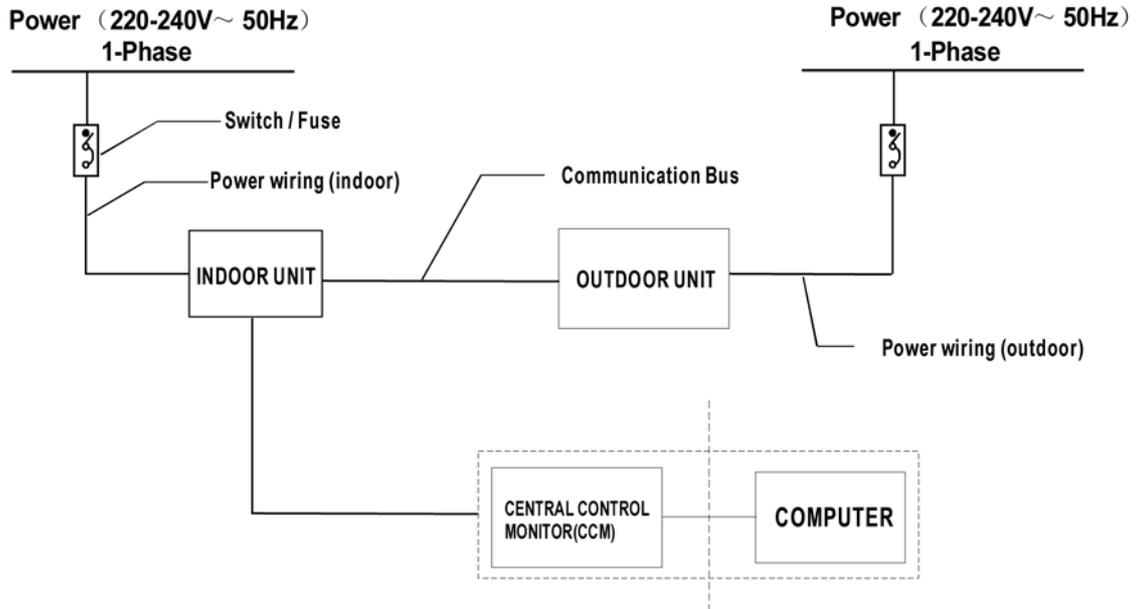 Power （220-240V～ 50Hz）
1-Phase
Power （220-240V～ 50Hz）
1-Phase
Switch / Fuse
Power wiring (indoor)
Communication Bus
INDOOR UNIT
OUTDOOR UNIT
Power wiring (outdoor)
CENTRAL CONTROL
MONITOR(CCM)
COMPUTER